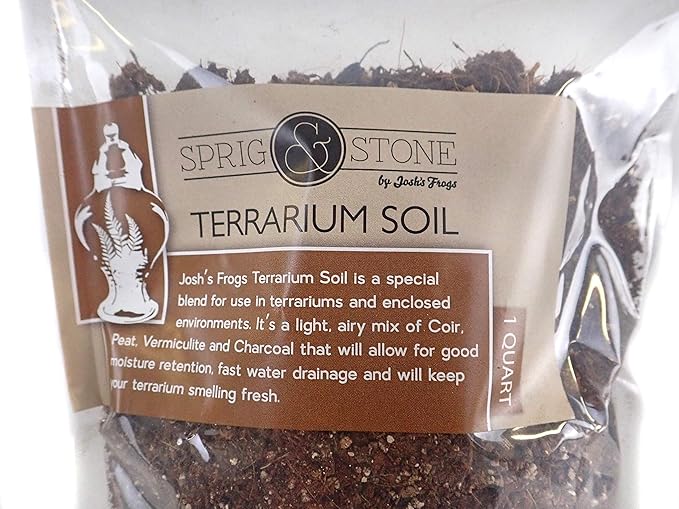 SPRIG & STONE
by Josh's Frogs
TERRARIUM SOIL
Josh's Frogs Terrarium Soil is a special
blend for use in terrariums and enclosed
environments. It's a light, airy mix of Coir,
Peat, Vermiculite and Charcoal that will allow for good
moisture retention, fast water drainage and will keep
your terrarium smelling fresh.
1 QUART